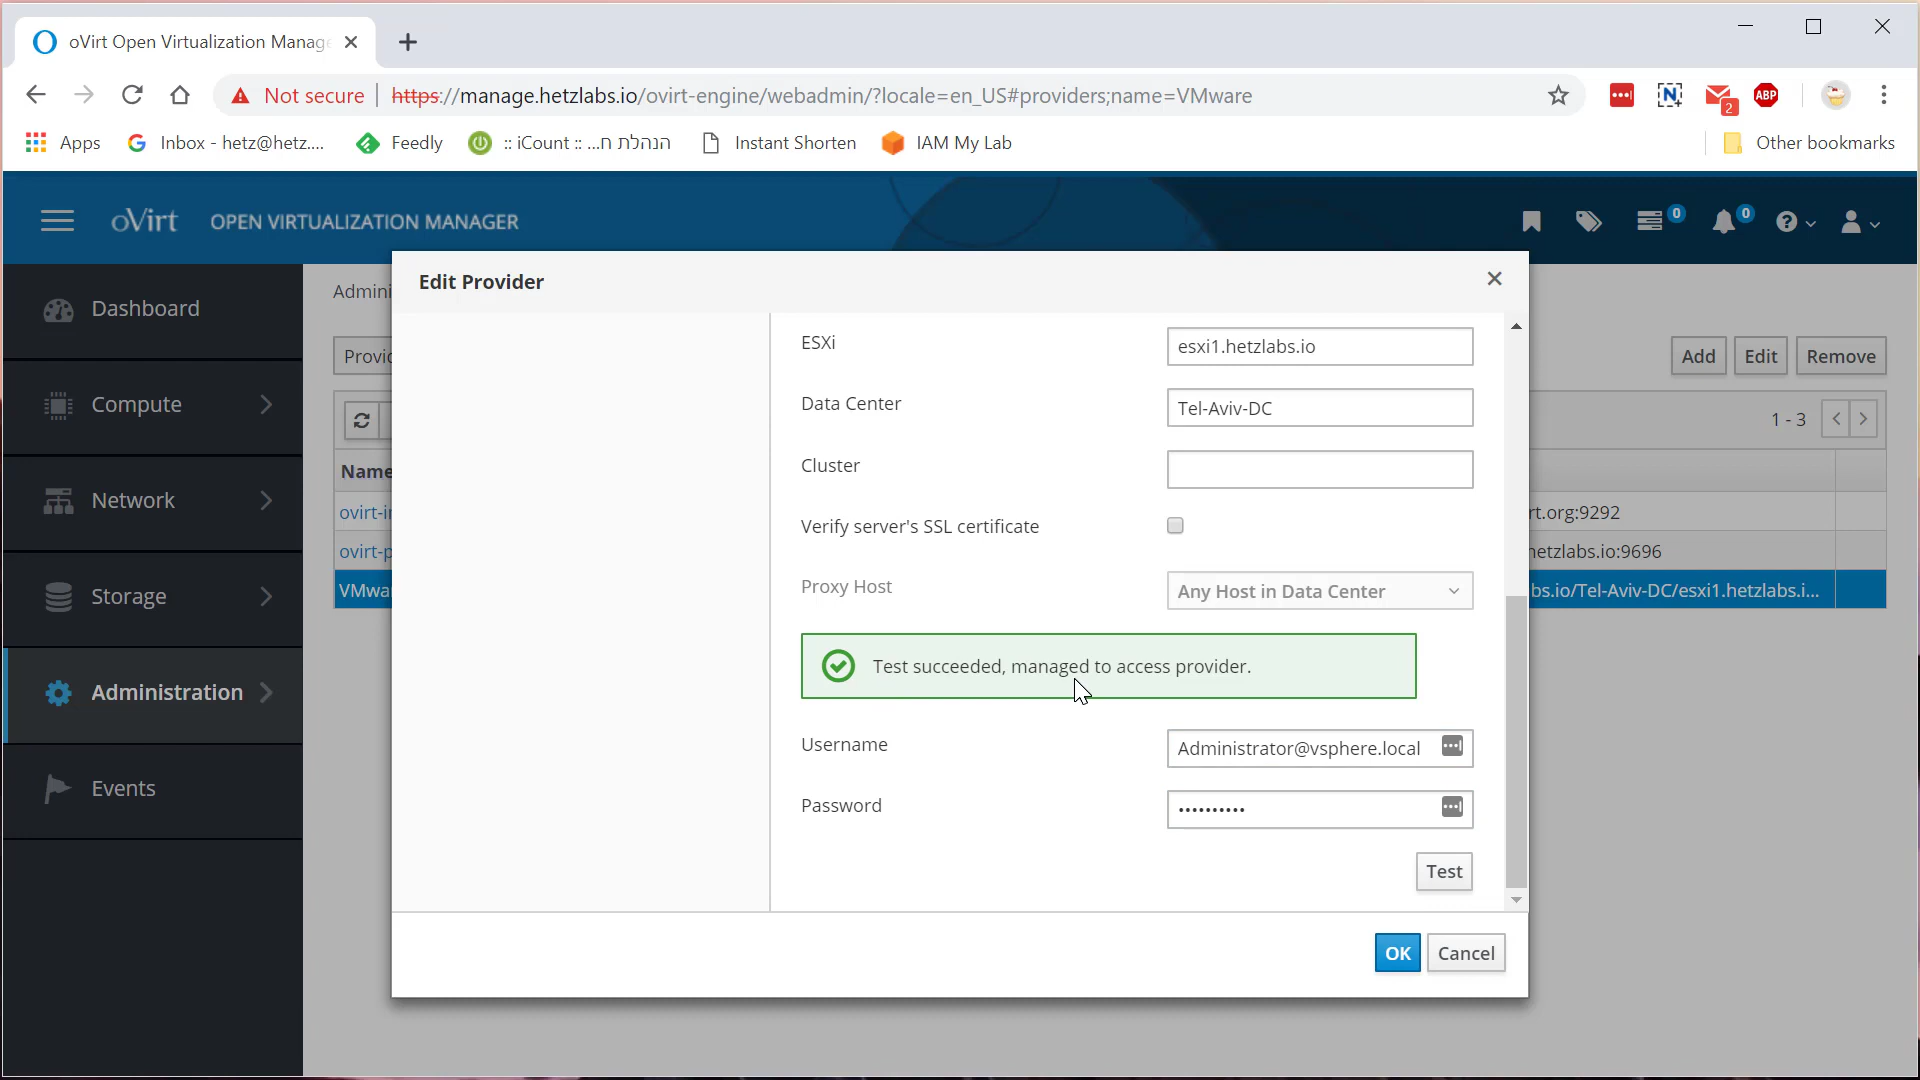 oVirt Open Virtualization Manage
Not secure https://manage.hetzlabs.io/ovirt-engine/webadmin/?locale=en_US#providers;name=VMware
2
ABP
Apps
Inbox - hetz@hetz....
Feedly
:: iCount :: ...הנהלת ח
Instant Shorten
IAM My Lab
Other bookmarks
oVirt OPEN VIRTUALIZATION MANAGER
0
0
Dashboard
Compute
Network
Storage
Administration
Events
Admini
Provid
Add
Edit
Remove
1 - 3
Name
ovirt-i
rt.org:9292
ovirt-p
hetzlabs.io:9696
VMwa
bs.io/Tel-Aviv-DC/esxi1.hetzlabs.i...
Edit Provider
ESXi
esxi1.hetzlabs.io
Data Center
Tel-Aviv-DC
Cluster
Verify server's SSL certificate
Proxy Host
Any Host in Data Center
Test succeeded, managed to access provider.
Username
Administrator@vsphere.local
Password
••••••••••
Test
OK
Cancel